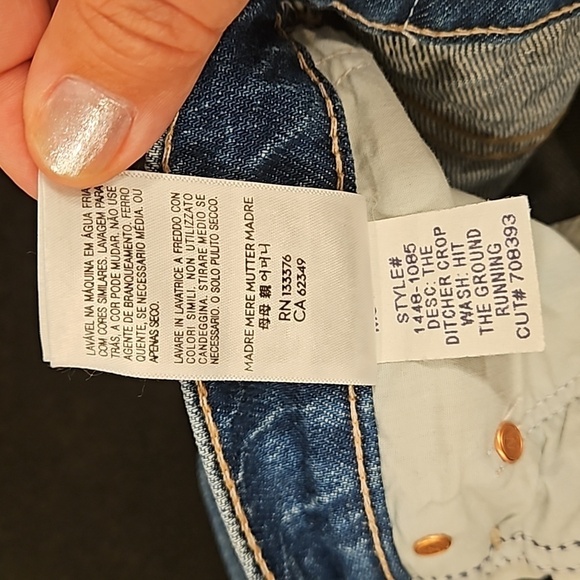 LAVÁVEL NA MÁQUINA EM ÁGUA FRIA
COM CORES SIMILARES. LAVAGEM PARA
TRÁS, A COR PODE MUDAR. NÃO USE
AGENTE DE BRANQUEAMENTO, FERRO
QUENTE, SE NECESSARIO MÉDIA. OU
APENAS SECO.
LAVARE IN LAVATRICE A FREDDO CON
COLORI SIMILI. NON UTILIZZATO
CANDEGGINA. STIRARE MEDIO SE
NECESSARIO. O SOLO PULITO SECCO.
MADRE MERE MUTTER MADRE
母母 親 어머니
RN 133376
CA 62349
STYLE#
1448-1085
DESC: THE
DITCHER CROP
WASH: HIT
THE GROUND
RUNNING
CUT# 708393